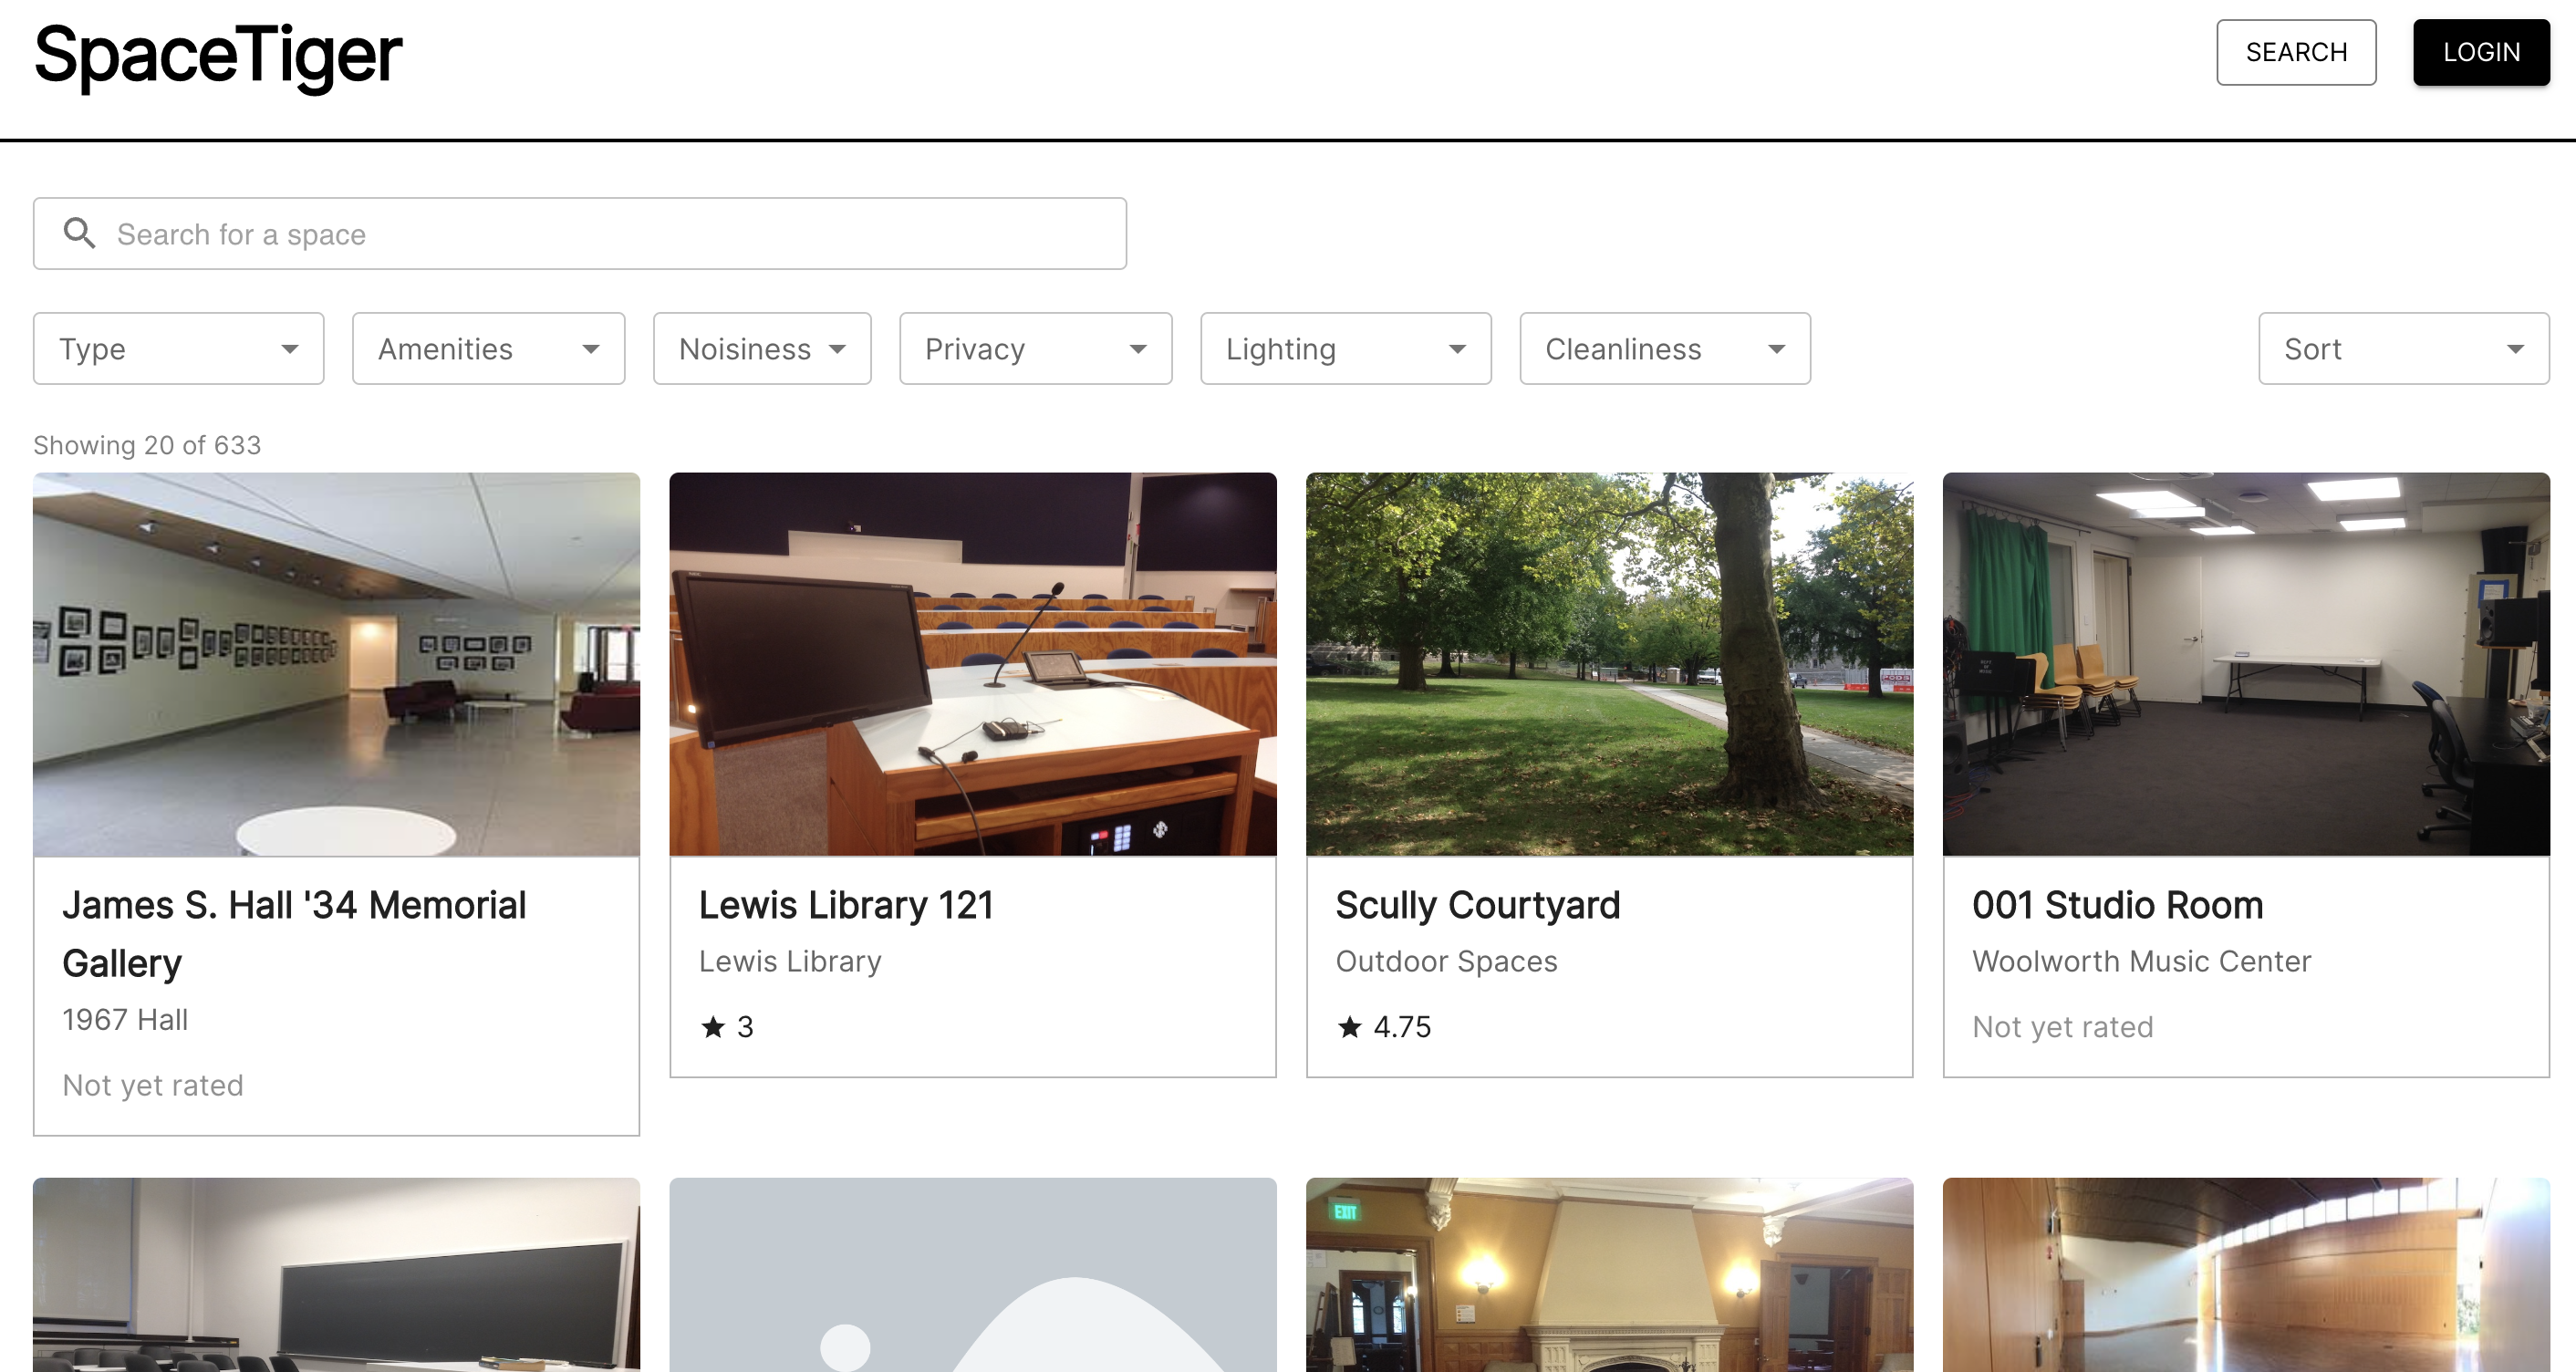 SpaceTiger
SEARCH
LOGIN
Search for a space
Type
Amenities
Noisiness
Privacy
Lighting
Cleanliness
Sort
Showing 20 of 633
James S. Hall '34 Memorial
Gallery
1967 Hall
Not yet rated
Lewis Library 121
Lewis Library
★ 3
Scully Courtyard
Outdoor Spaces
★ 4.75
001 Studio Room
Woolworth Music Center
Not yet rated
EXIT